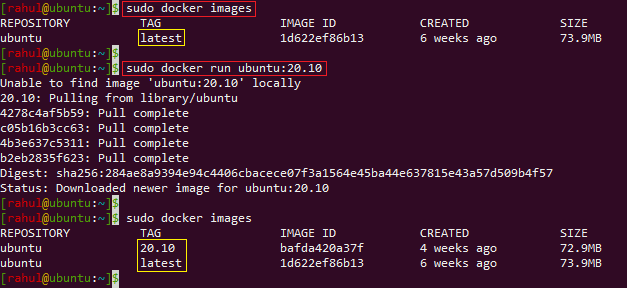 [rahul@ubuntu:~]$ sudo docker images
REPOSITORY TAG IMAGE ID CREATED SIZE
ubuntu latest 1d622ef86b13 6 weeks ago 73.9MB
[rahul@ubuntu:~]$
[rahul@ubuntu:~]$ sudo docker run ubuntu:20.10
Unable to find image 'ubuntu:20.10' locally
20.10: Pulling from library/ubuntu
4278c4af5b59: Pull complete
c05b16b3cc63: Pull complete
4b3e637c5311: Pull complete
b2eb2835f623: Pull complete
Digest: sha256:284ae8a9394e94c4406cbacece07f3a1564e45ba44e637815e43a57d509b4f57
Status: Downloaded newer image for ubuntu:20.10
[rahul@ubuntu:~]$
[rahul@ubuntu:~]$ sudo docker images
REPOSITORY TAG IMAGE ID CREATED SIZE
ubuntu 20.10 bafda420a37f 4 weeks ago 72.9MB
ubuntu latest 1d622ef86b13 6 weeks ago 73.9MB
[rahul@ubuntu:~]$